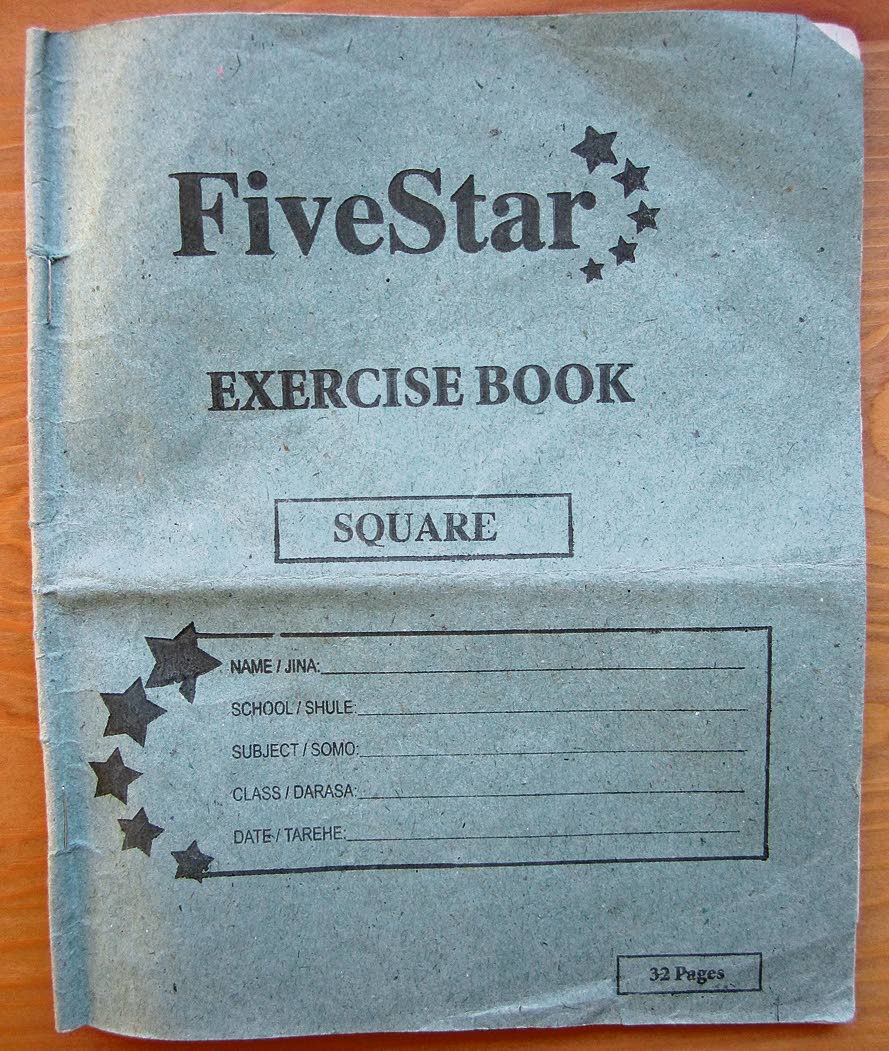 FiveStar
EXERCISE BOOK
SQUARE
NAME / JINA:
SCHOOL / SHULE:
SUBJECT / SOMO:
CLASS / DARASA:
DATE / TAREHE:
32 Pages